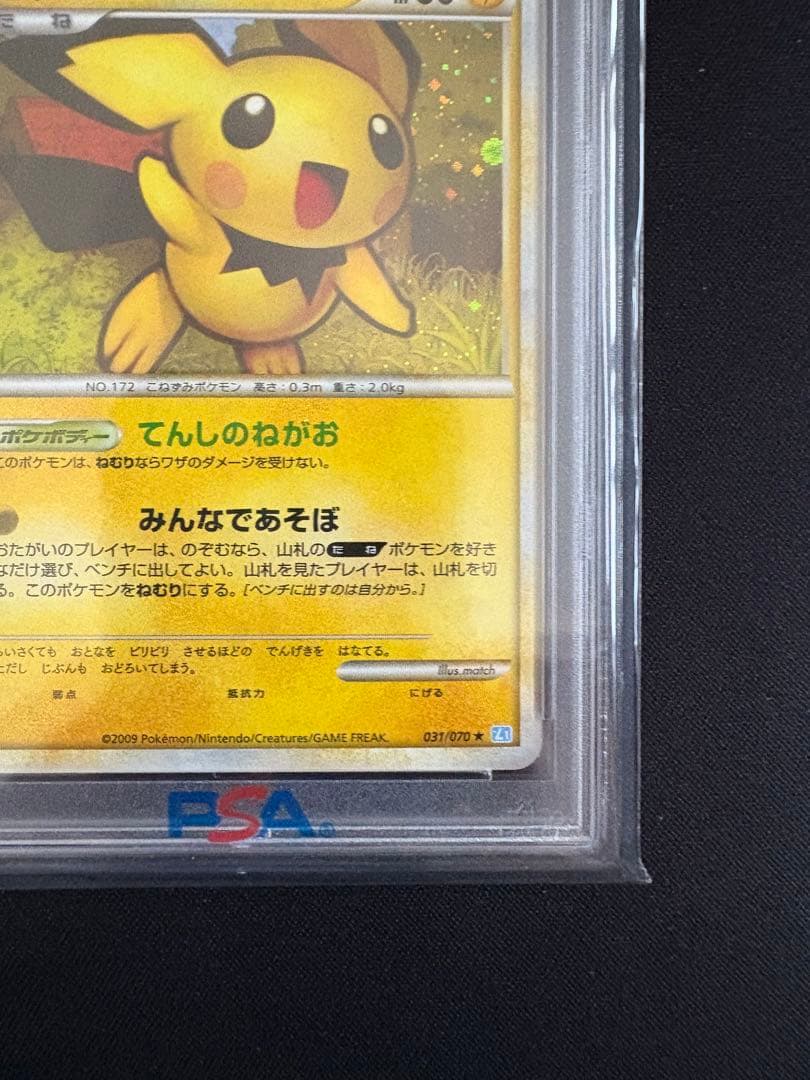 たね
NO.172 こねずみポケモン 高さ:0.3m 重さ:2.0kg
ポケボディー てんしのねがお
このポケモンは、ねむりならワザのダメージを受けない。
みんなであそぼ
おたがいのプレイヤーは、のぞむなら、山札の たね ポケモンを好き
なだけ選び、ベンチに出してよい。山札を見たプレイヤーは、山札を切
る。このポケモンをねむりにする。[ベンチに出すのは自分から。]
ちいさくても おとなを ビリビリ させるほどの でんげきを はなてる。
ただし じぶんも おどろいてしまう。
illus.match
弱点 抵抗力 にげる
©2009 Pokémon/Nintendo/Creatures/GAME FREAK. 031/070 ★ L1
PSA®